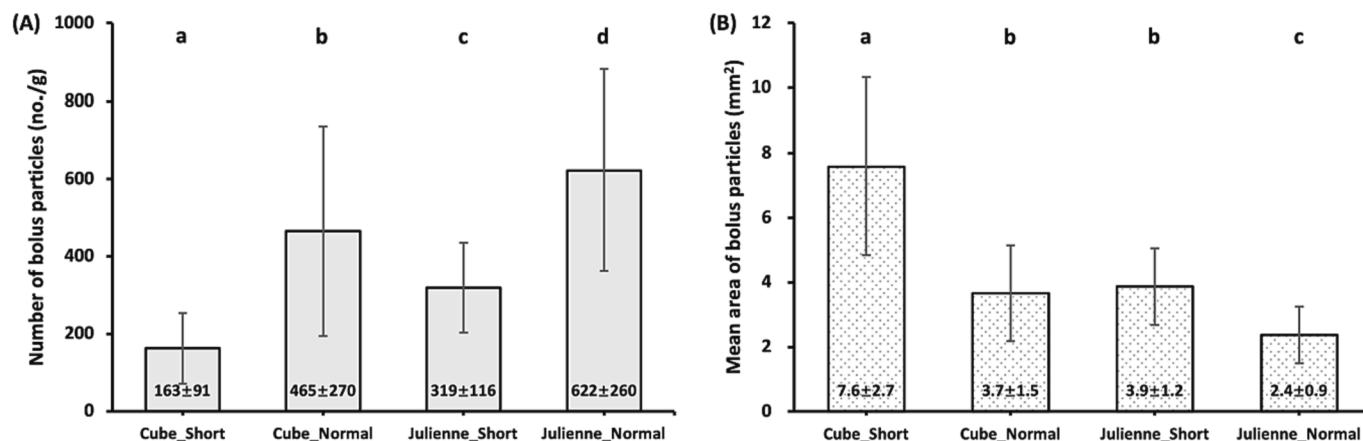 (A)
Number of bolus particles (no./g)
1000
800
600
400
200
0
a b c d
163±91 465±270 319±116 622±260
Cube_Short Cube_Normal Julienne_Short Julienne_Normal
(B)
Mean area of bolus particles (mm²)
12
10
8
6
4
2
0
a b b c
7.6±2.7 3.7±1.5 3.9±1.2 2.4±0.9
Cube_Short Cube_Normal Julienne_Short Julienne_Normal